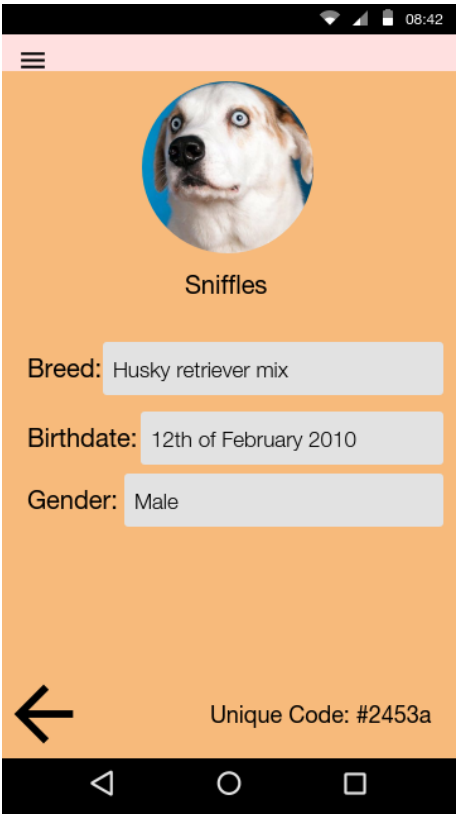 08:42
Sniffles
Breed: Husky retriever mix
Birthdate: 12th of February 2010
Gender: Male
Unique Code: #2453a